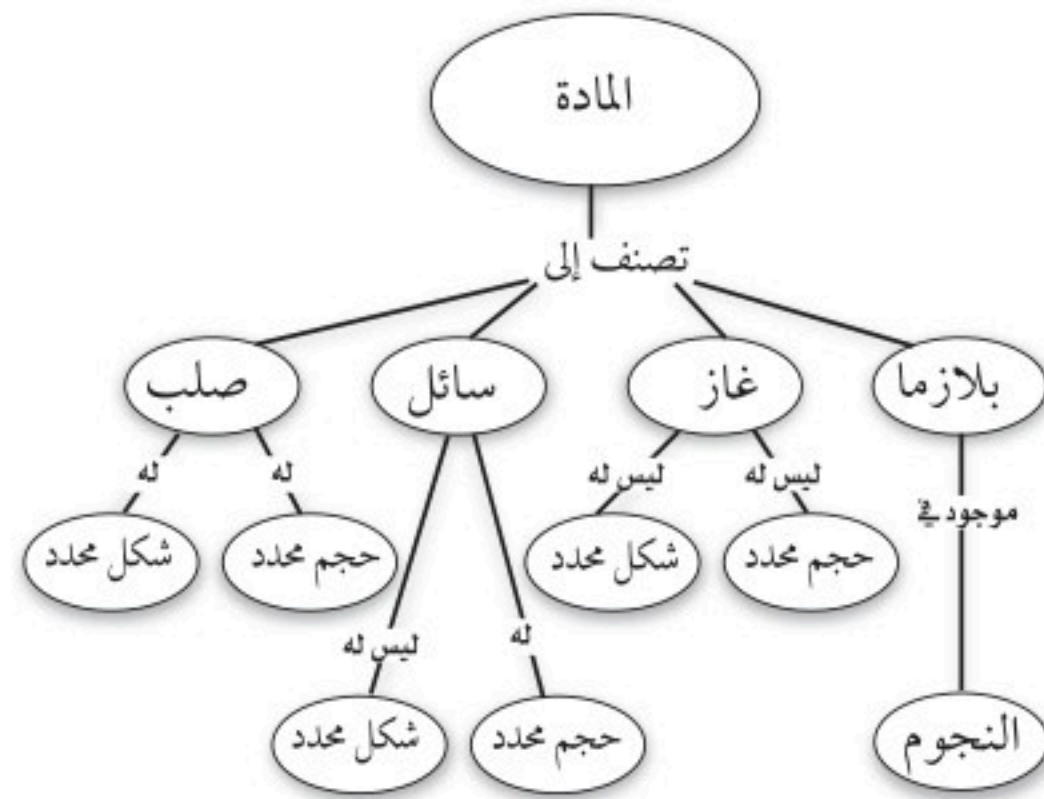 المادة
تصنف إلى
بلازما
غاز
سائل
صلب
ليس له
ليس له
له
له
موجود في
حجم محدد
شكل محدد
حجم محدد
شكل محدد
له
ليس له
النجوم
حجم محدد
شكل محدد